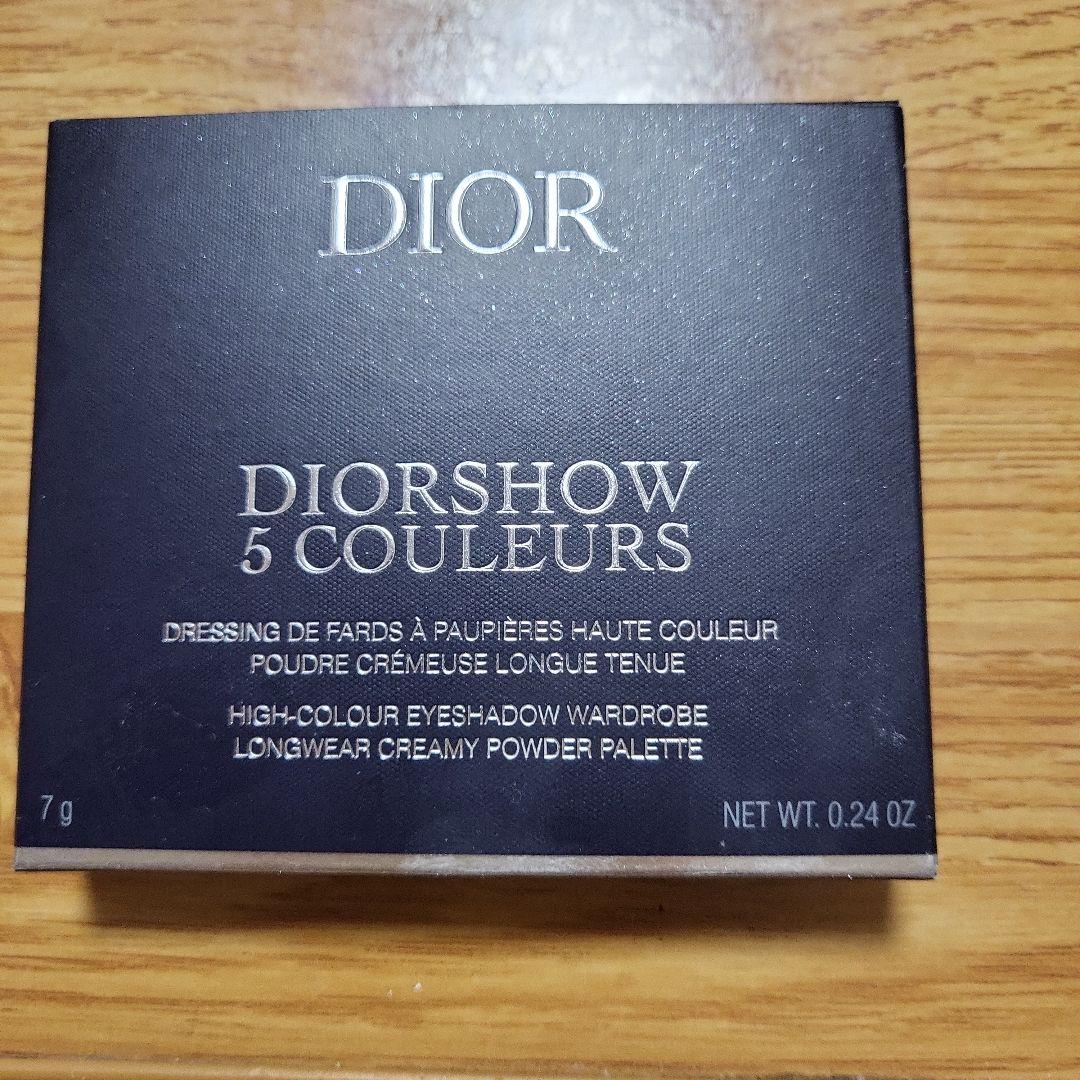 DIOR
DIORSHOW
5 COULEURS
DRESSING DE FARDS À PAUPIÈRES HAUTE COULEUR
POUDRE CRÉMEUSE LONGUE TENUE
HIGH-COLOUR EYESHADOW WARDROBE
LONGWEAR CREAMY POWDER PALETTE
7 g
NET WT. 0.24 OZ